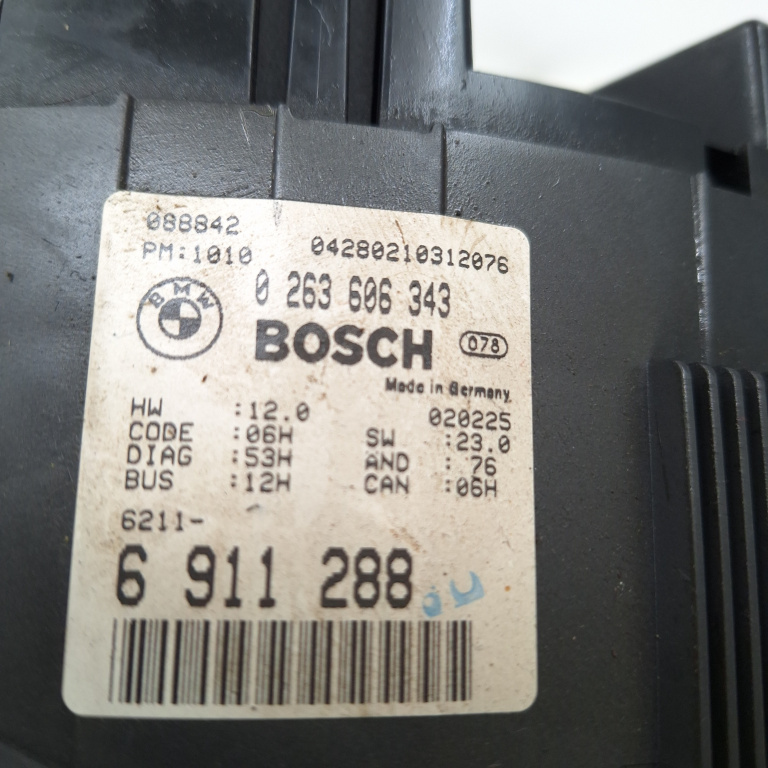 088842
PM:1010 04280210312076
BMW 0 263 606 343
BOSCH 078
Made in Germany.
HW :12.0 020225
CODE :06H SW :23.0
DIAG :53H AND : 76
BUS :12H CAN :06H
6211-
6 911 288